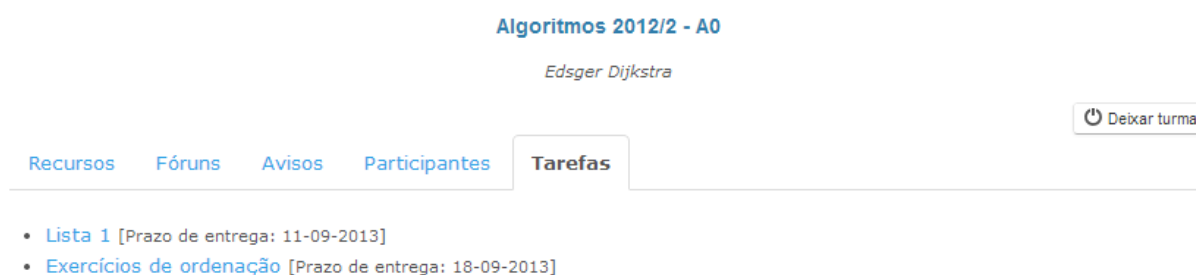 Algoritmos 2012/2 - A0
Edsger Dijkstra
Deixar turma
Recursos Fóruns Avisos Participantes Tarefas
• Lista 1 [Prazo de entrega: 11-09-2013]
• Exercícios de ordenação [Prazo de entrega: 18-09-2013]